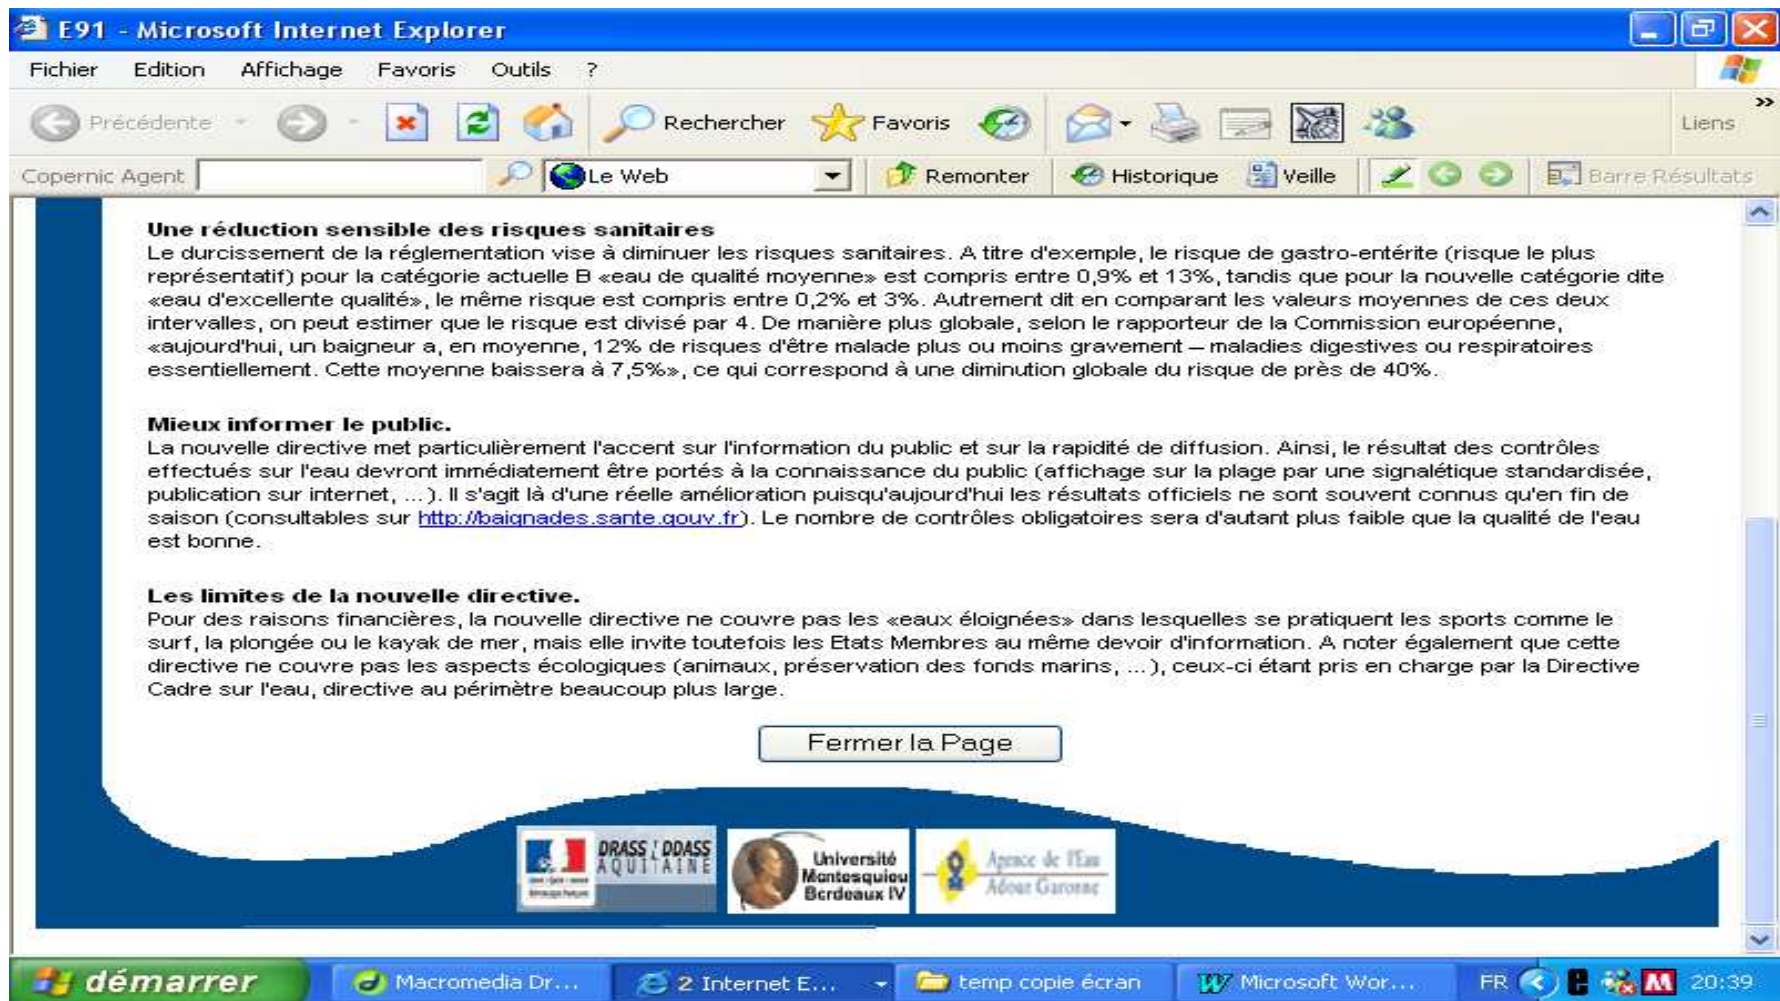 E91 - Microsoft Internet Explorer
Fichier Edition Affichage Favoris Outils ?
Précédente Rechercher Favoris Liens »
Copernic Agent Le Web Remonter Historique Veille Barre Résultats
Une réduction sensible des risques sanitaires
Le durcissement de la réglementation vise à diminuer les risques sanitaires. A titre d'exemple, le risque de gastro-entérite (risque le plus
représentatif) pour la catégorie actuelle B «eau de qualité moyenne» est compris entre 0,9% et 13%, tandis que pour la nouvelle catégorie dite
«eau d'excellente qualité», le même risque est compris entre 0,2% et 3%. Autrement dit en comparant les valeurs moyennes de ces deux
intervalles, on peut estimer que le risque est divisé par 4. De manière plus globale, selon le rapporteur de la Commission européenne,
«aujourd'hui, un baigneur a, en moyenne, 12% de risques d'être malade plus ou moins gravement – maladies digestives ou respiratoires
essentiellement. Cette moyenne baissera à 7,5%», ce qui correspond à une diminution globale du risque de près de 40%.
Mieux informer le public.
La nouvelle directive met particulièrement l'accent sur l'information du public et sur la rapidité de diffusion. Ainsi, le résultat des contrôles
effectués sur l'eau devront immédiatement être portés à la connaissance du public (affichage sur la plage par une signalétique standardisée,
publication sur internet, ...). Il s'agit là d'une réelle amélioration puisqu'aujourd'hui les résultats officiels ne sont souvent connus qu'en fin de
saison (consultables sur http://baignades.sante.gouv.fr). Le nombre de contrôles obligatoires sera d'autant plus faible que la qualité de l'eau
est bonne.
Les limites de la nouvelle directive.
Pour des raisons financières, la nouvelle directive ne couvre pas les «eaux éloignées» dans lesquelles se pratiquent les sports comme le
surf, la plongée ou le kayak de mer, mais elle invite toutefois les Etats Membres au même devoir d'information. A noter également que cette
directive ne couvre pas les aspects écologiques (animaux, préservation des fonds marins, ...), ceux-ci étant pris en charge par la Directive
Cadre sur l'eau, directive au périmètre beaucoup plus large.
Fermer la Page
DRASS / DDASS
AQUITAINE
Université
Montesquieu
Bordeaux IV
Agence de l'Eau
Adour Garonne
démarrer Macromedia Dr... 2 Internet E... temp copie écran Microsoft Wor... FR 20:39